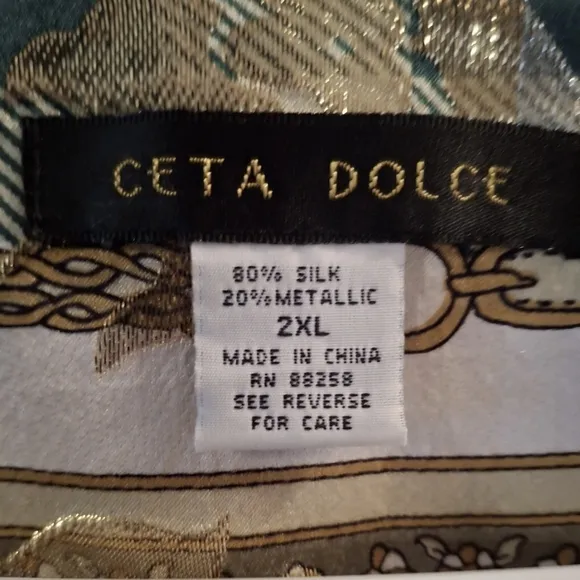 CETA DOLCE
80% SILK
20%METALLIC
2XL
MADE IN CHINA
RN 88258
SEE REVERSE
FOR CARE